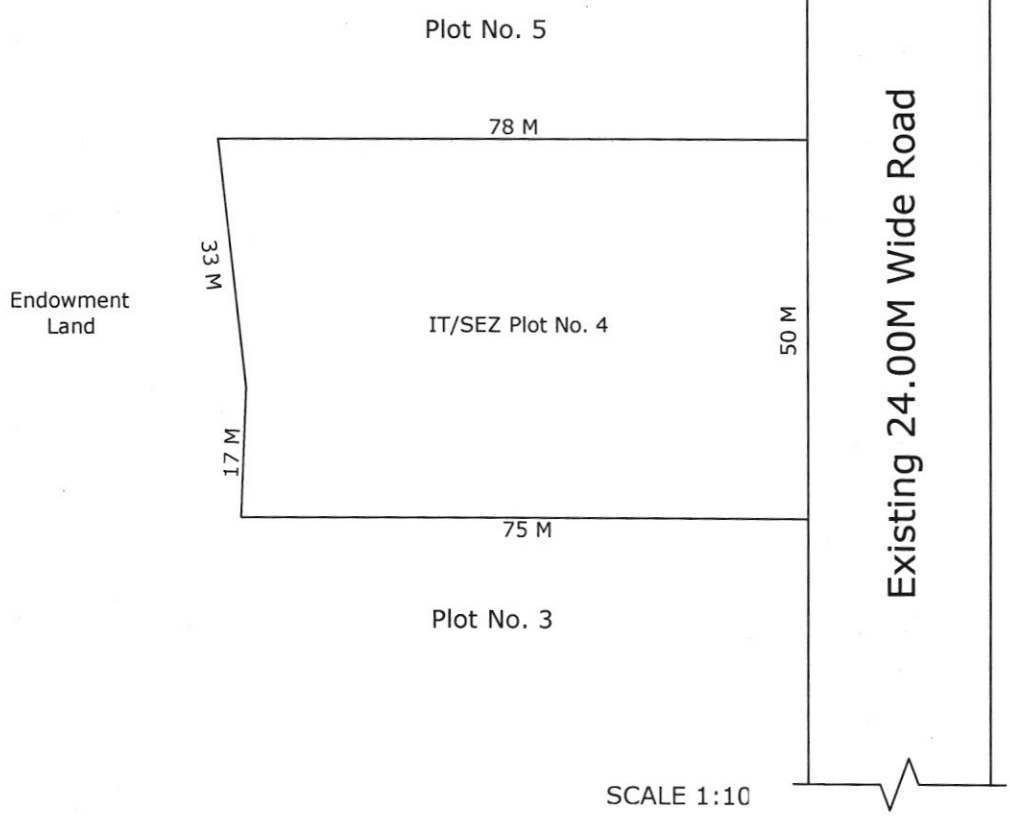 Plot No. 5
78 M
33 M
Endowment
Land
IT/SEZ Plot No. 4
50 M
Existing 24.00M Wide Road
17 M
75 M
Plot No. 3
SCALE 1:10